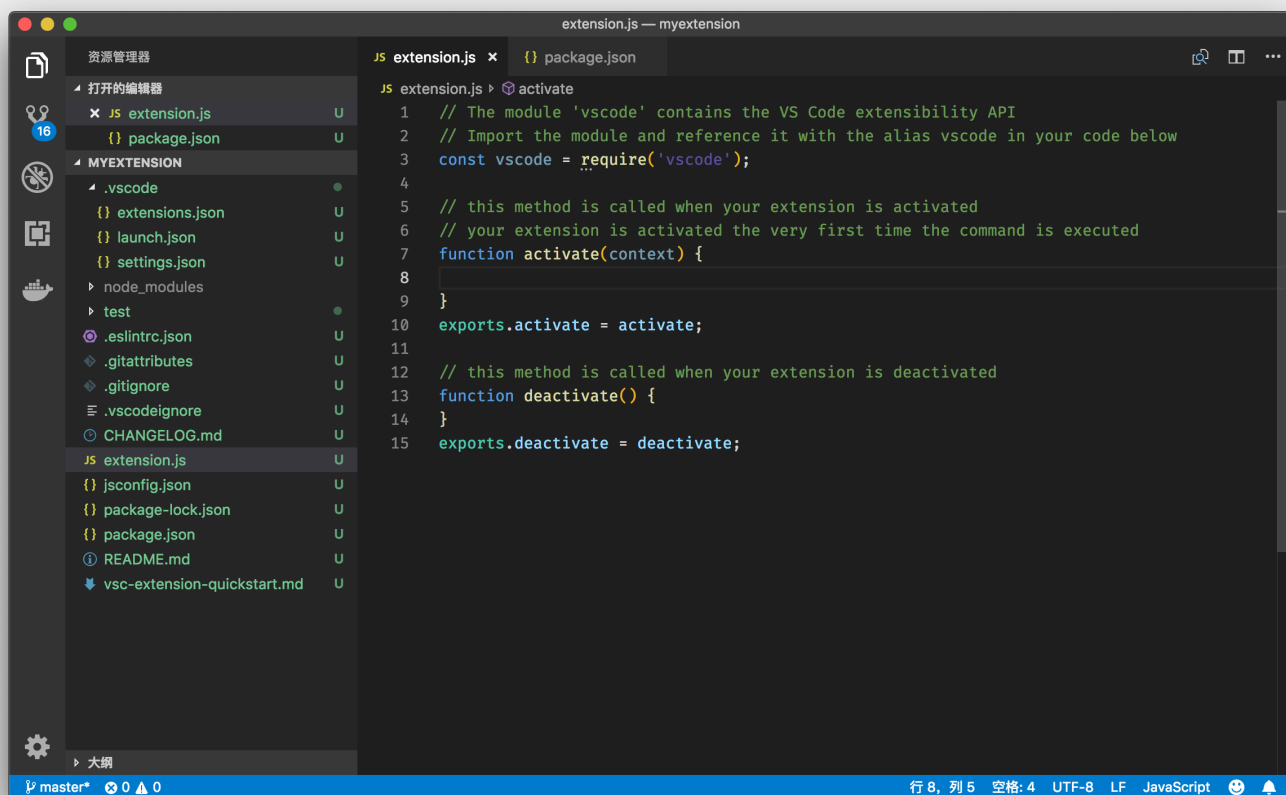 extension.js — myextension
资源管理器
打开的编辑器
JS extension.js U
{} package.json U
MYEXTENSION
.vscode
{} extensions.json U
{} launch.json U
{} settings.json U
node_modules
test
.eslintrc.json U
.gitattributes U
.gitignore U
.vscodeignore U
CHANGELOG.md U
JS extension.js U
{} jsconfig.json U
{} package-lock.json U
{} package.json U
README.md U
vsc-extension-quickstart.md U
大纲
16
JS extension.js {} package.json
JS extension.js activate
1 // The module 'vscode' contains the VS Code extensibility API
2 // Import the module and reference it with the alias vscode in your code below
3 const vscode = require('vscode');
4
5 // this method is called when your extension is activated
6 // your extension is activated the very first time the command is executed
7 function activate(context) {
8
9 }
10 exports.activate = activate;
11
12 // this method is called when your extension is deactivated
13 function deactivate() {
14 }
15 exports.deactivate = deactivate;
master* 0 0 行 8，列 5 空格: 4 UTF-8 LF JavaScript